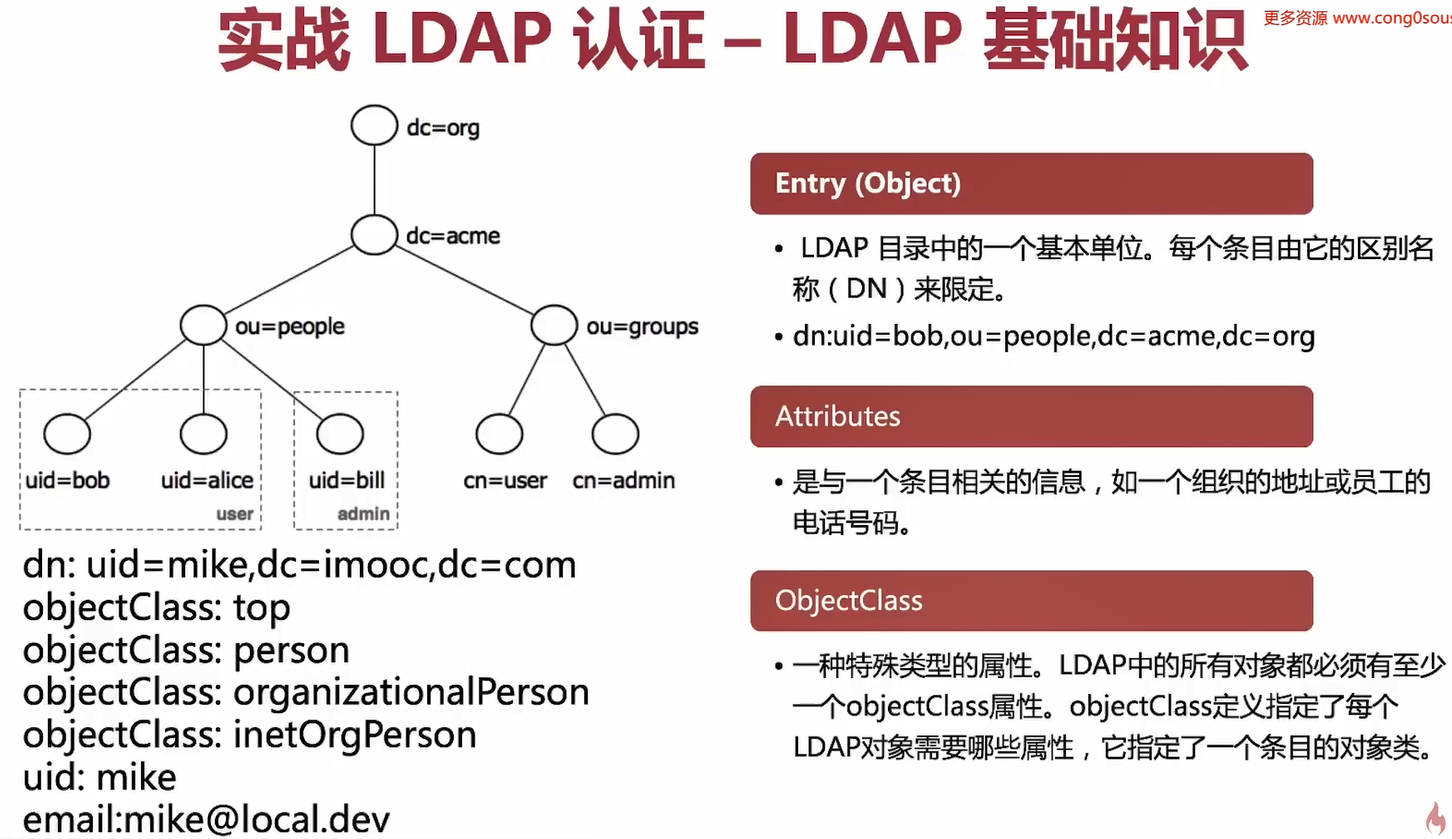 实战 LDAP 认证 – LDAP 基础知识
更多资源 www.cong0sous
dc=org
dc=acme
ou=people
ou=groups
uid=bob
uid=alice
uid=bill
cn=user
cn=admin
user
admin
dn: uid=mike,dc=imooc,dc=com
objectClass: top
objectClass: person
objectClass: organizationalPerson
objectClass: inetOrgPerson
uid: mike
email:mike@local.dev
Entry (Object)
• LDAP 目录中的一个基本单位。每个条目由它的区别名
称（DN）来限定。
• dn:uid=bob,ou=people,dc=acme,dc=org
Attributes
• 是与一个条目相关的信息，如一个组织的地址或员工的
电话号码。
ObjectClass
• 一种特殊类型的属性。LDAP中的所有对象都必须有至少
一个objectClass属性。objectClass定义指定了每个
LDAP对象需要哪些属性，它指定了一个条目的对象类。